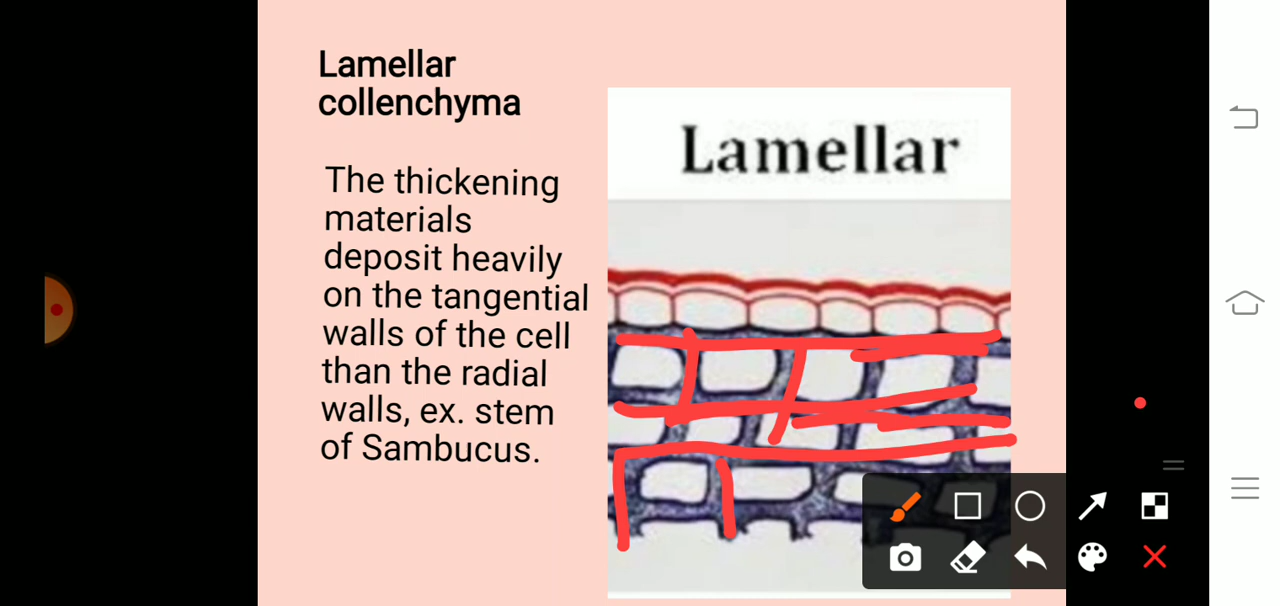 Lamellar
collenchyma
The thickening
materials
deposit heavily
on the tangential
walls of the cell
than the radial
walls, ex. stem
of Sambucus.
Lamellar